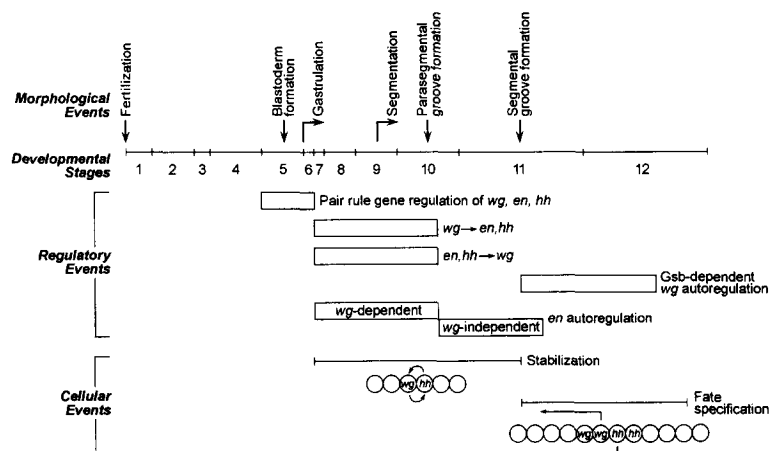 Morphological
Events
Fertilization
Blastoderm
formation
Gastrulation
Segmentation
Parasegmental
groove formation
Segmental
groove formation
Developmental
Stages
1 2 3 4 5 6 7 8 9 10 11 12
Regulatory
Events
Pair rule gene regulation of wg, en, hh
wg→en,hh
en,hh→wg
Gsb-dependent
wg autoregulation
wg-dependent
wg-independent
en autoregulation
Cellular
Events
Stabilization
wg hh
Fate
specification
wg wg hh hh